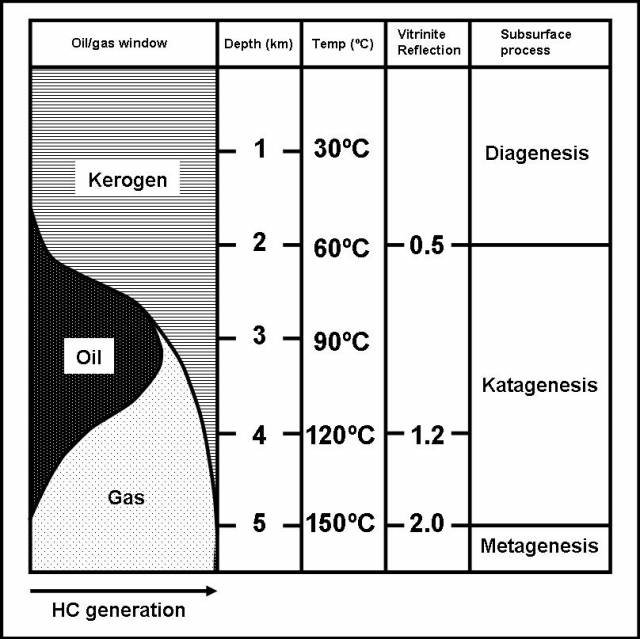 Oil/gas window
Depth (km)
Temp (ºC)
Vitrinite
Reflection
Subsurface
process
Kerogen
Oil
Gas
1
30ºC
Diagenesis
2
60ºC
0.5
3
90ºC
Katagenesis
4
120ºC
1.2
5
150ºC
2.0
Metagenesis
HC generation